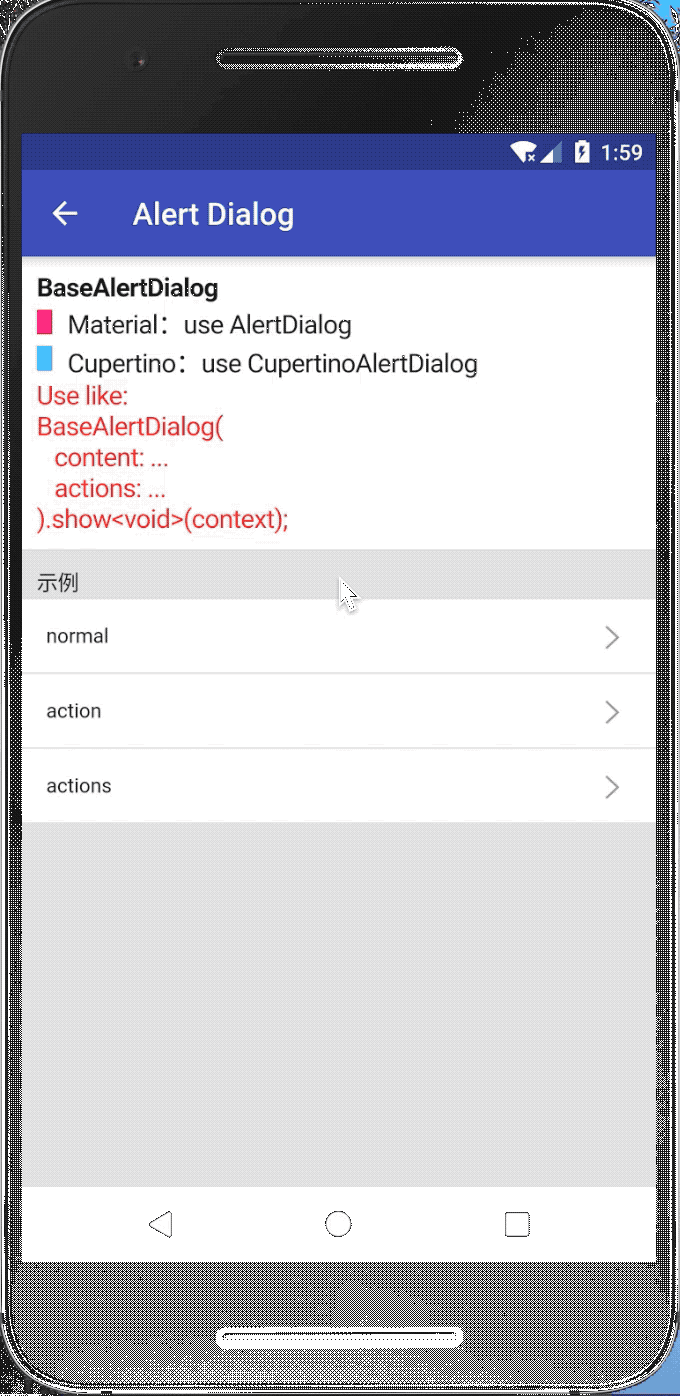 1:59
Alert Dialog
BaseAlertDialog
Material：use AlertDialog
Cupertino：use CupertinoAlertDialog
Use like:
BaseAlertDialog(
content: ...
actions: ...
).show<void>(context);
示例
normal
action
actions